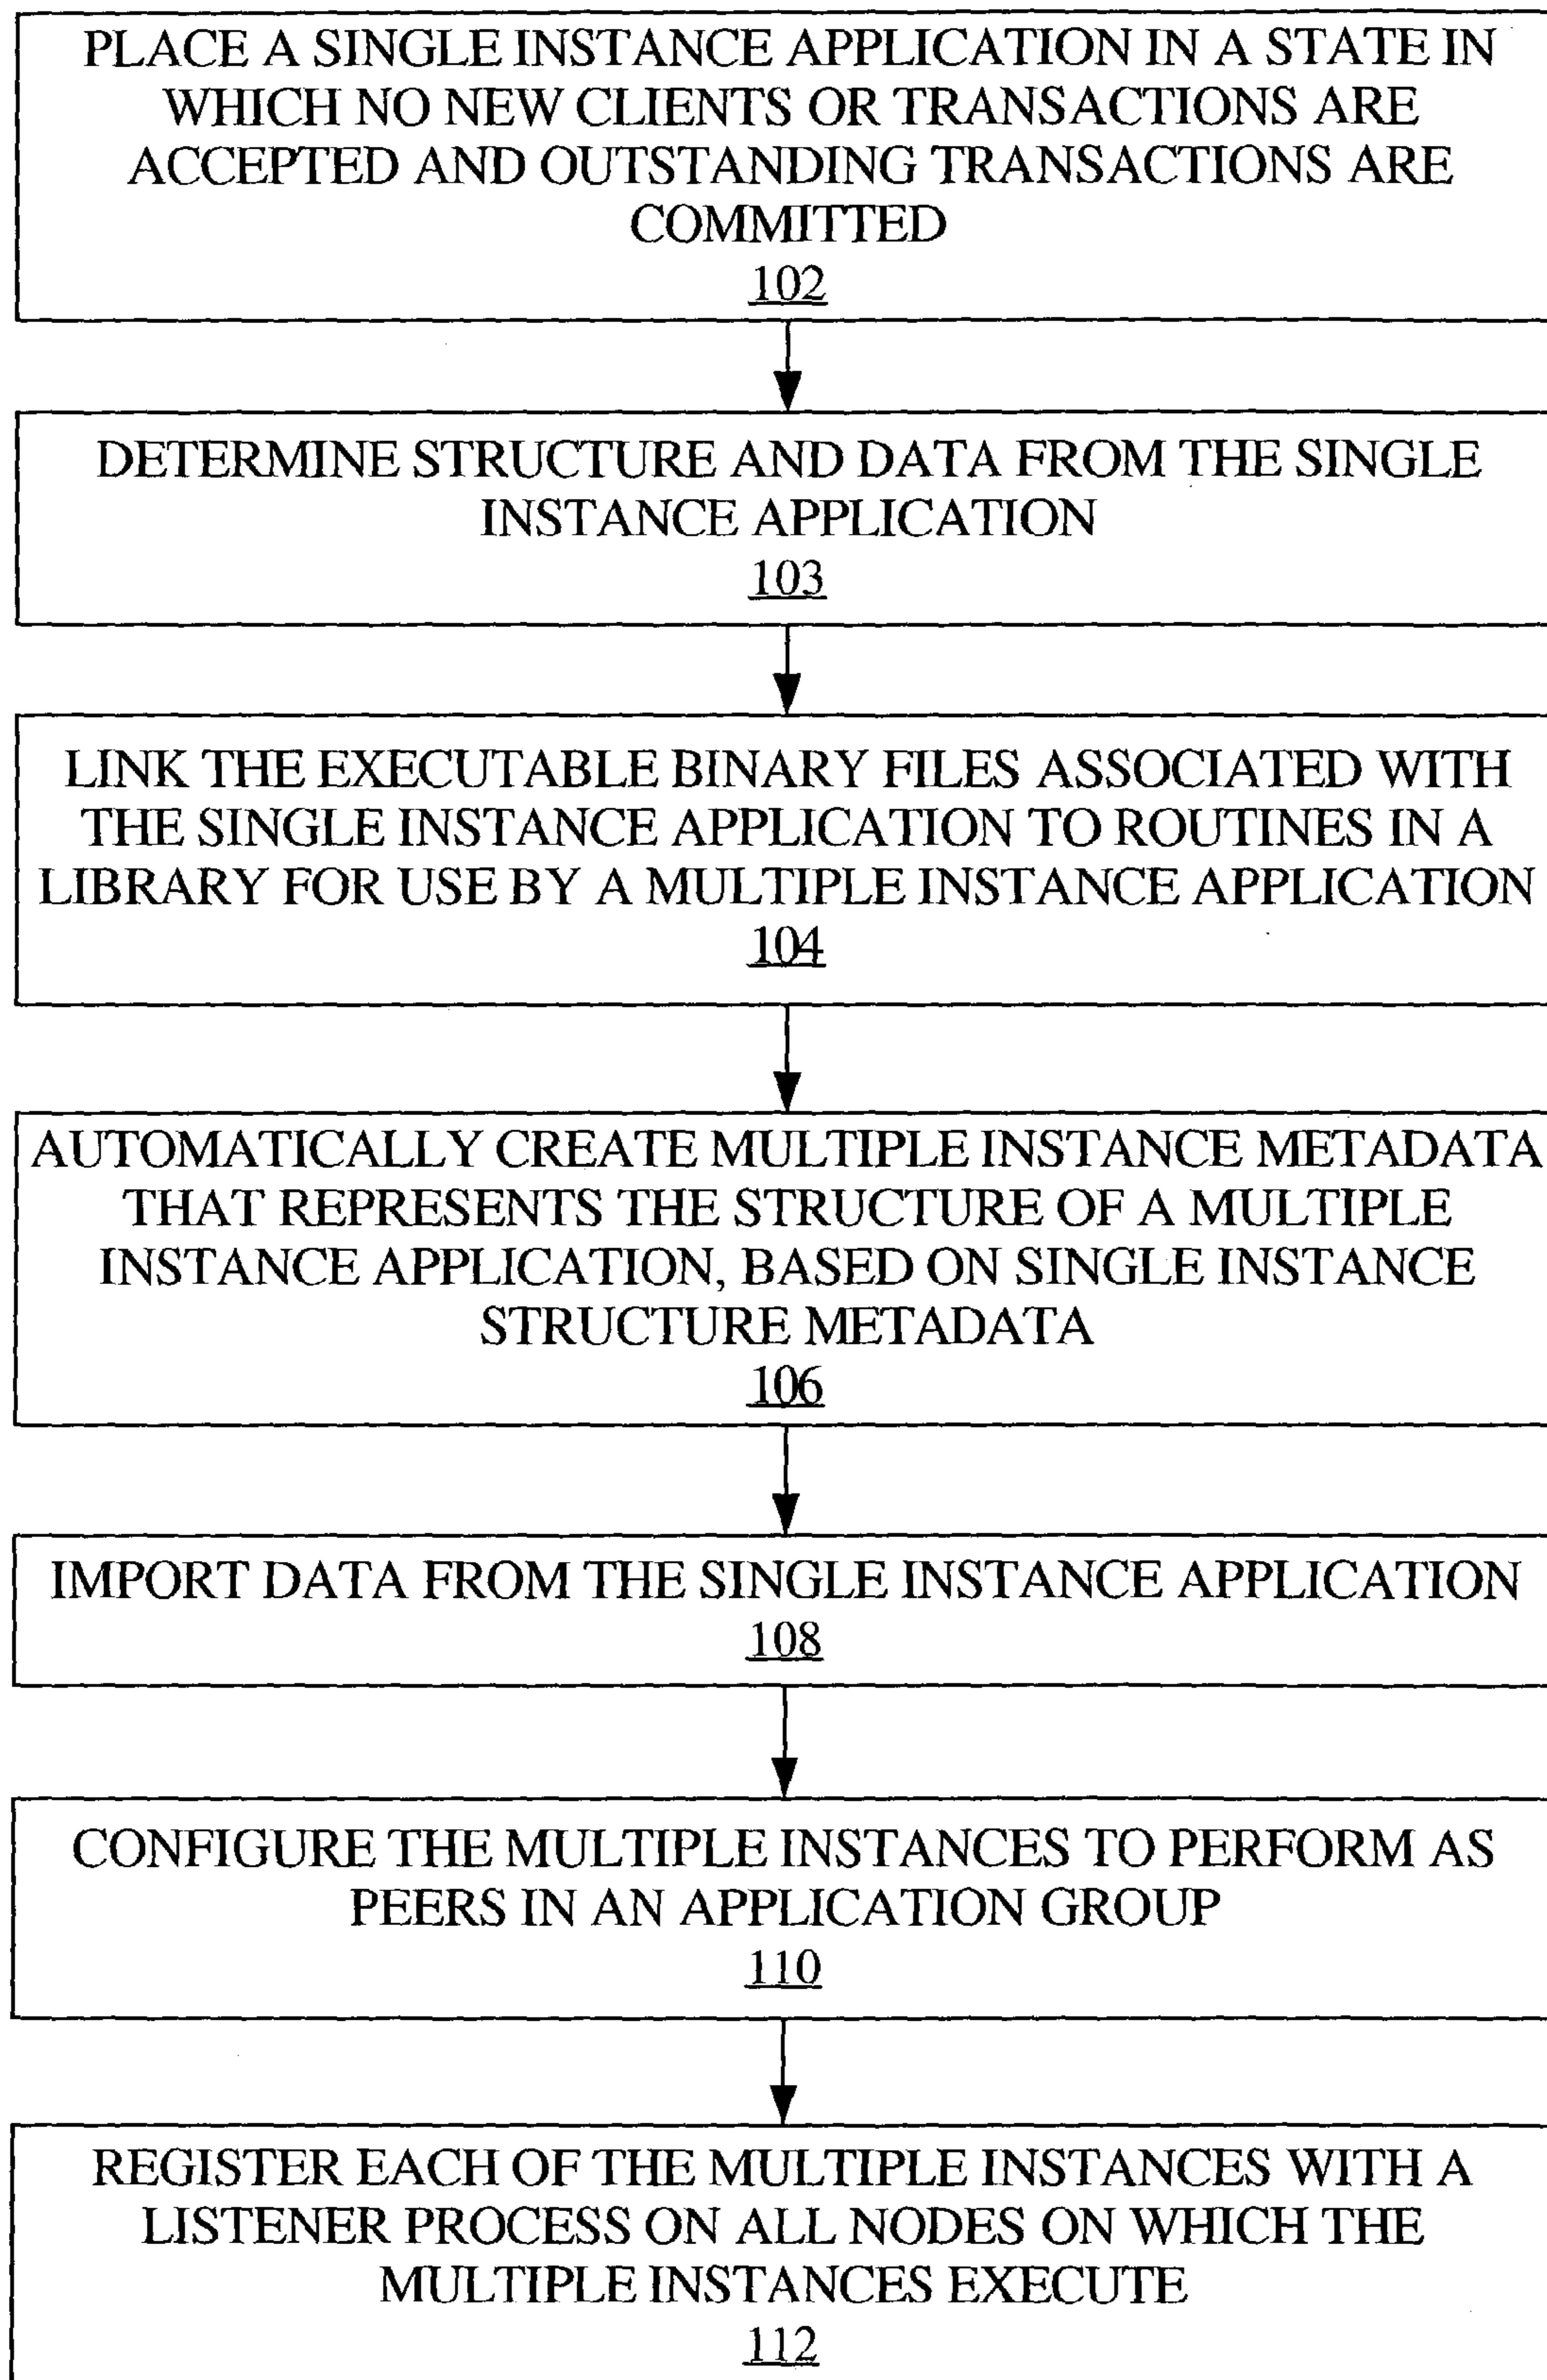 PLACE A SINGLE INSTANCE APPLICATION IN A STATE IN
WHICH NO NEW CLIENTS OR TRANSACTIONS ARE
ACCEPTED AND OUTSTANDING TRANSACTIONS ARE
COMMITTED
102
DETERMINE STRUCTURE AND DATA FROM THE SINGLE
INSTANCE APPLICATION
103
LINK THE EXECUTABLE BINARY FILES ASSOCIATED WITH
THE SINGLE INSTANCE APPLICATION TO ROUTINES IN A
LIBRARY FOR USE BY A MULTIPLE INSTANCE APPLICATION
104
AUTOMATICALLY CREATE MULTIPLE INSTANCE METADATA
THAT REPRESENTS THE STRUCTURE OF A MULTIPLE
INSTANCE APPLICATION, BASED ON SINGLE INSTANCE
STRUCTURE METADATA
106
IMPORT DATA FROM THE SINGLE INSTANCE APPLICATION
108
CONFIGURE THE MULTIPLE INSTANCES TO PERFORM AS
PEERS IN AN APPLICATION GROUP
110
REGISTER EACH OF THE MULTIPLE INSTANCES WITH A
LISTENER PROCESS ON ALL NODES ON WHICH THE
MULTIPLE INSTANCES EXECUTE
112